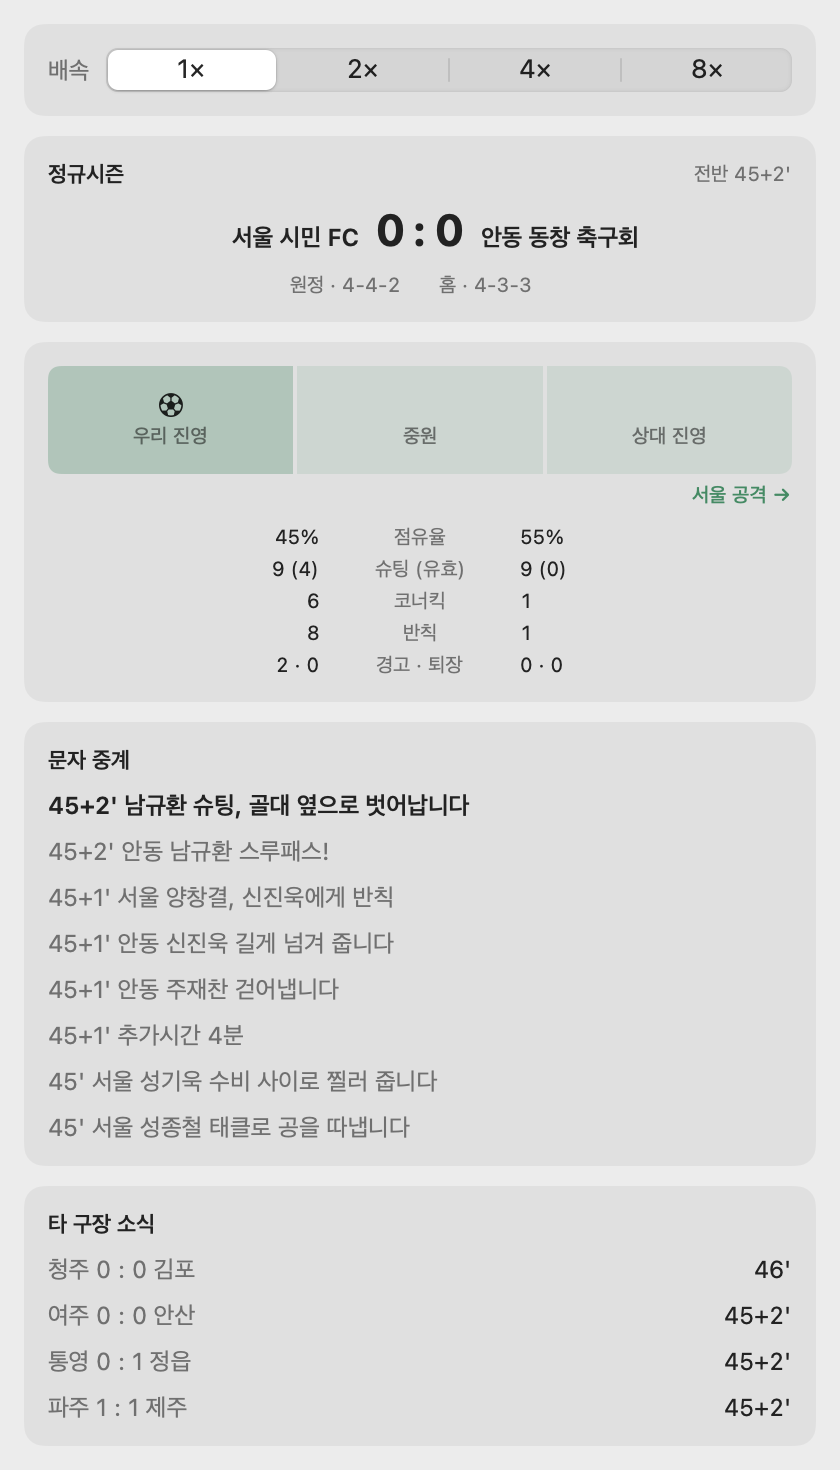 배속 1× 2× 4× 8×
정규시즌 전반 45+2'
서울 시민 FC 0 : 0 안동 동창 축구회
원정 · 4-4-2 홈 · 4-3-3
우리 진영 중원 상대 진영
서울 공격 →
45% 점유율 55%
9 (4) 슈팅 (유효) 9 (0)
6 코너킥 1
8 반칙 1
2 · 0 경고 · 퇴장 0 · 0
문자 중계
45+2' 남규환 슈팅, 골대 옆으로 벗어납니다
45+2' 안동 남규환 스루패스!
45+1' 서울 양창결, 신진욱에게 반칙
45+1' 안동 신진욱 길게 넘겨 줍니다
45+1' 안동 주재찬 걷어냅니다
45+1' 추가시간 4분
45' 서울 성기욱 수비 사이로 찔러 줍니다
45' 서울 성종철 태클로 공을 따냅니다
타 구장 소식
청주 0 : 0 김포 46'
여주 0 : 0 안산 45+2'
통영 0 : 1 정읍 45+2'
파주 1 : 1 제주 45+2'